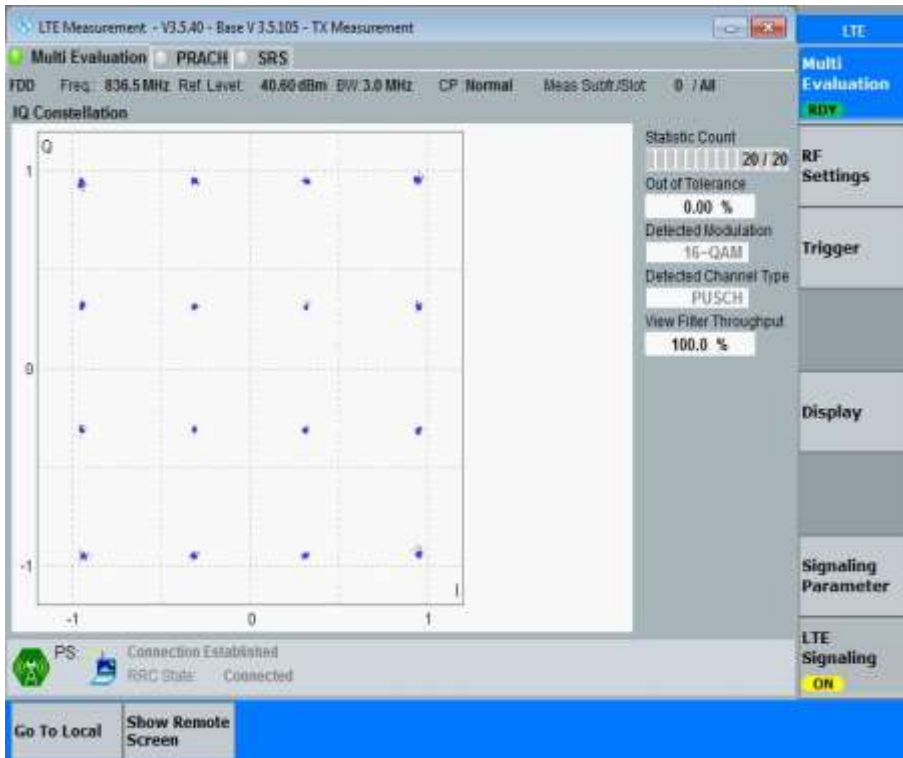 LTE Measurement - V3.5.40 - Base V 3.5.105 - TX Measurement
Multi Evaluation PRACH SRS
FDD Freq.: 836.5 MHz Ref. Level: 40.60 dBm BW: 3.0 MHz CP: Normal Meas Subfr./Slot: 0 / All
IQ Constellation
Q
1
0
-1
-1 0 1
I
Statistic Count
20 / 20
Out of Tolerance
0.00 %
Detected Modulation
16-QAM
Detected Channel Type
PUSCH
View Filter Throughput
100.0 %
PS:
Connection Established
RRC State: Connected
Go To Local
Show Remote
Screen
LTE
Multi
Evaluation
RDY
RF
Settings
Trigger
Display
Signaling
Parameter
LTE
Signaling
ON